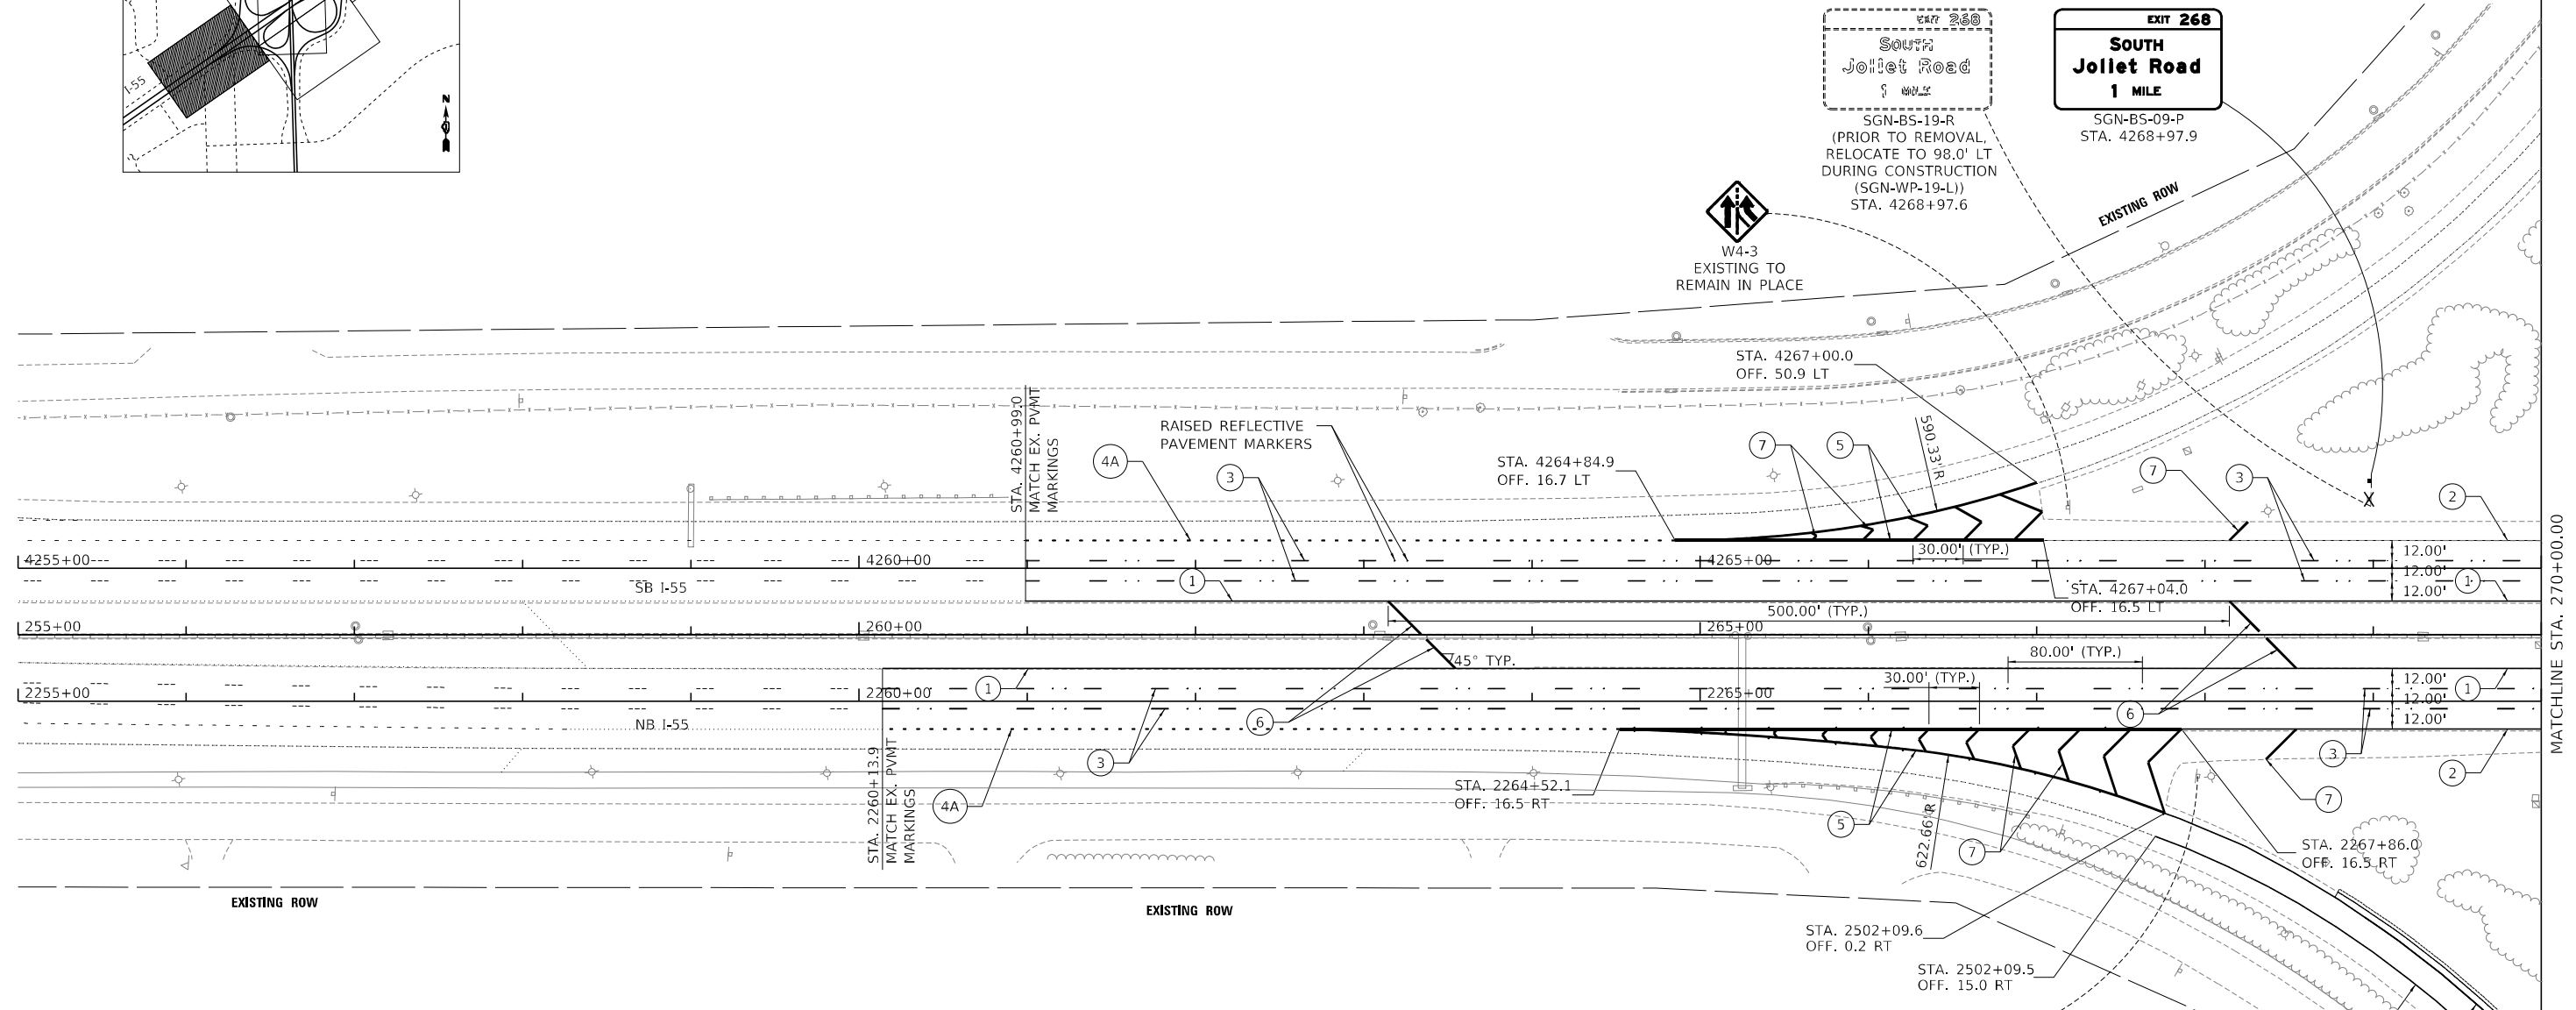 I-55
N
EXIT 268
SOUTH
Joliet Road
1 MILE
SGN-BS-19-R
(PRIOR TO REMOVAL,
RELOCATE TO 98.0' LT
DURING CONSTRUCTION
(SGN-WP-19-L))
STA. 4268+97.6
EXIT 268
SOUTH
Joliet Road
1 MILE
SGN-BS-09-P
STA. 4268+97.9
W4-3
EXISTING TO
REMAIN IN PLACE
EXISTING ROW
STA. 4267+00.0
OFF. 50.9 LT
590.33'R
STA. 4260+99.0
MATCH EX. PVMT
MARKINGS
RAISED REFLECTIVE
PAVEMENT MARKERS
4A
3
STA. 4264+84.9
OFF. 16.7 LT
7
5
7
3
2
4255+00
4260+00
4265+00
30.00' (TYP.)
12.00'
12.00'
12.00'
1
1
SB I-55
STA. 4267+04.0
OFF. 16.5 LT
500.00' (TYP.)
255+00
260+00
265+00
45° TYP.
80.00' (TYP.)
30.00' (TYP.)
2255+00
2260+00
2265+00
1
12.00'
12.00'
12.00'
1
NB I-55
6
6
3
3
2
STA. 2260+13.9
MATCH EX. PVMT
MARKINGS
4A
STA. 2264+52.1
OFF. 16.5 RT
5
622.66'R
7
7
STA. 2267+86.0
OFF. 16.5 RT
EXISTING ROW
EXISTING ROW
STA. 2502+09.6
OFF. 0.2 RT
STA. 2502+09.5
OFF. 15.0 RT
MATCHLINE STA. 270+00.00